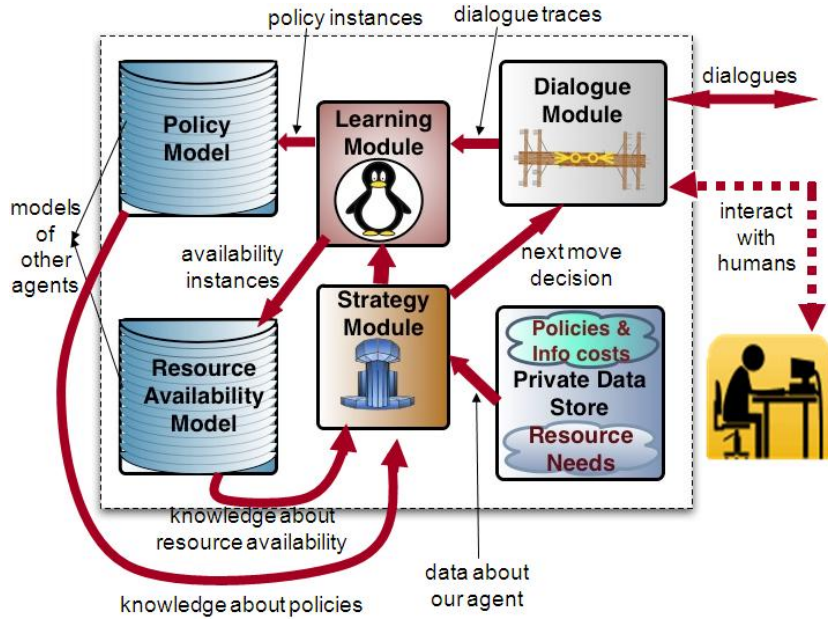 policy instances
dialogue traces
Policy
Model
Learning
Module
Dialogue
Module
dialogues
models
of
other
agents
availability
instances
next move
decision
interact
with
humans
Strategy
Module
Resource
Availability
Model
Policies &
Info costs
Private Data
Store
Resource
Needs
knowledge about
resource availability
knowledge about policies
data about
our agent